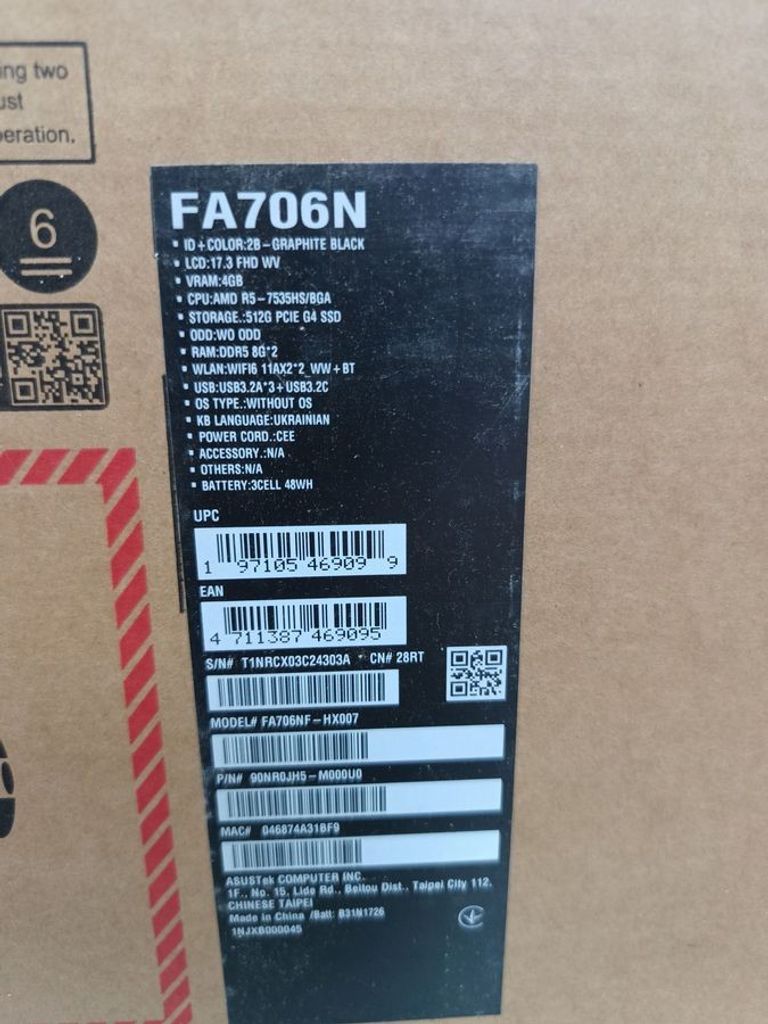 ing two
ust
peration.
6
FA706N
• ID+COLOR:2B-GRAPHITE BLACK
• LCD:17.3 FHD WV
• VRAM:4GB
• CPU:AMD R5-7535HS/BGA
• STORAGE.:512G PCIE G4 SSD
• ODD:WO ODD
• RAM:DDR5 8G*2
• WLAN:WIFI6 11AX2*2_WW+BT
• USB:USB3.2A*3+USB3.2C
• OS TYPE.:WITHOUT OS
• KB LANGUAGE:UKRAINIAN
• POWER CORD.:CEE
• ACCESSORY.:N/A
• OTHERS:N/A
• BATTERY:3CELL 48WH
UPC
1 97105 46909 9
EAN
4 711387 469095
S/N# T1NRCX03C24303A * CN# 28RT
MODEL# FA706NF-HX007
P/N# 90NR0JH5-M000U0
MAC# 046874A31BF9
ASUSTek COMPUTER INC.
1F., No. 15, Lide Rd., Beitou Dist., Taipei City 112,
CHINESE TAIPEI
Made in China /Batt: B31N1726
1NJXB000045